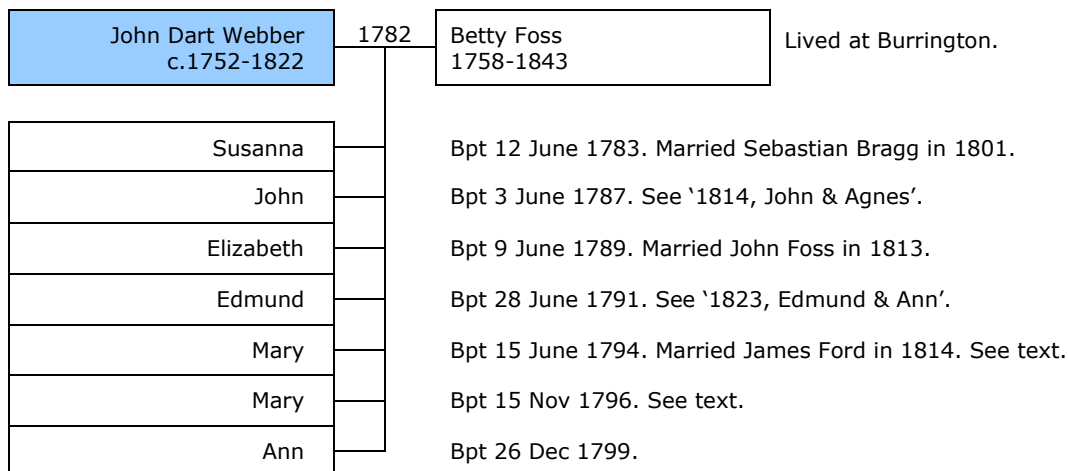 John Dart Webber
c.1752-1822
1782
Betty Foss
1758-1843
Lived at Burrington.
Susanna Bpt 12 June 1783. Married Sebastian Bragg in 1801.
John Bpt 3 June 1787. See ‘1814, John & Agnes’.
Elizabeth Bpt 9 June 1789. Married John Foss in 1813.
Edmund Bpt 28 June 1791. See ‘1823, Edmund & Ann’.
Mary Bpt 15 June 1794. Married James Ford in 1814. See text.
Mary Bpt 15 Nov 1796. See text.
Ann Bpt 26 Dec 1799.